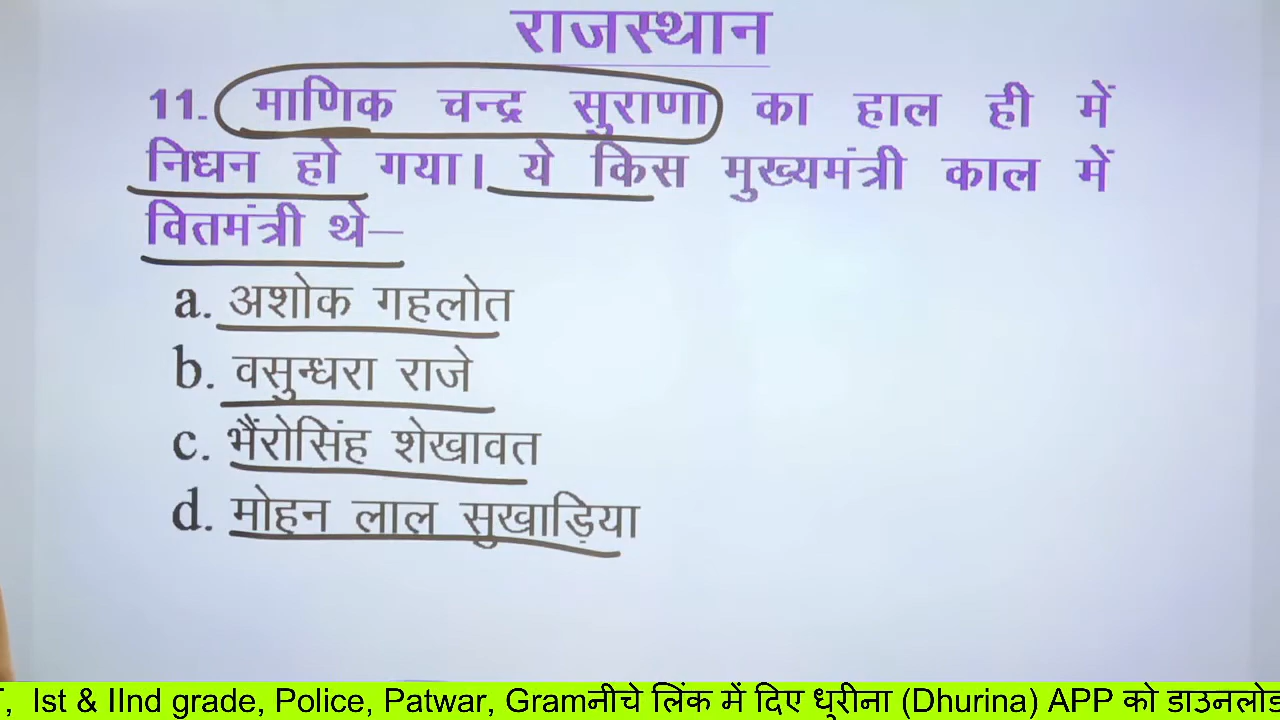 राजस्थान
11. माणिक चन्द्र सुराणा का हाल ही में
निधन हो गया। ये किस मुख्यमंत्री काल में
वितमंत्री थे–
a. अशोक गहलोत
b. वसुन्धरा राजे
c. भैंरोसिंह शेखावत
d. मोहन लाल सुखाड़िया
, Ist & IInd grade, Police, Patwar, Gramनीचे लिंक में दिए धुरीना (Dhurina) APP को डाउनलोड